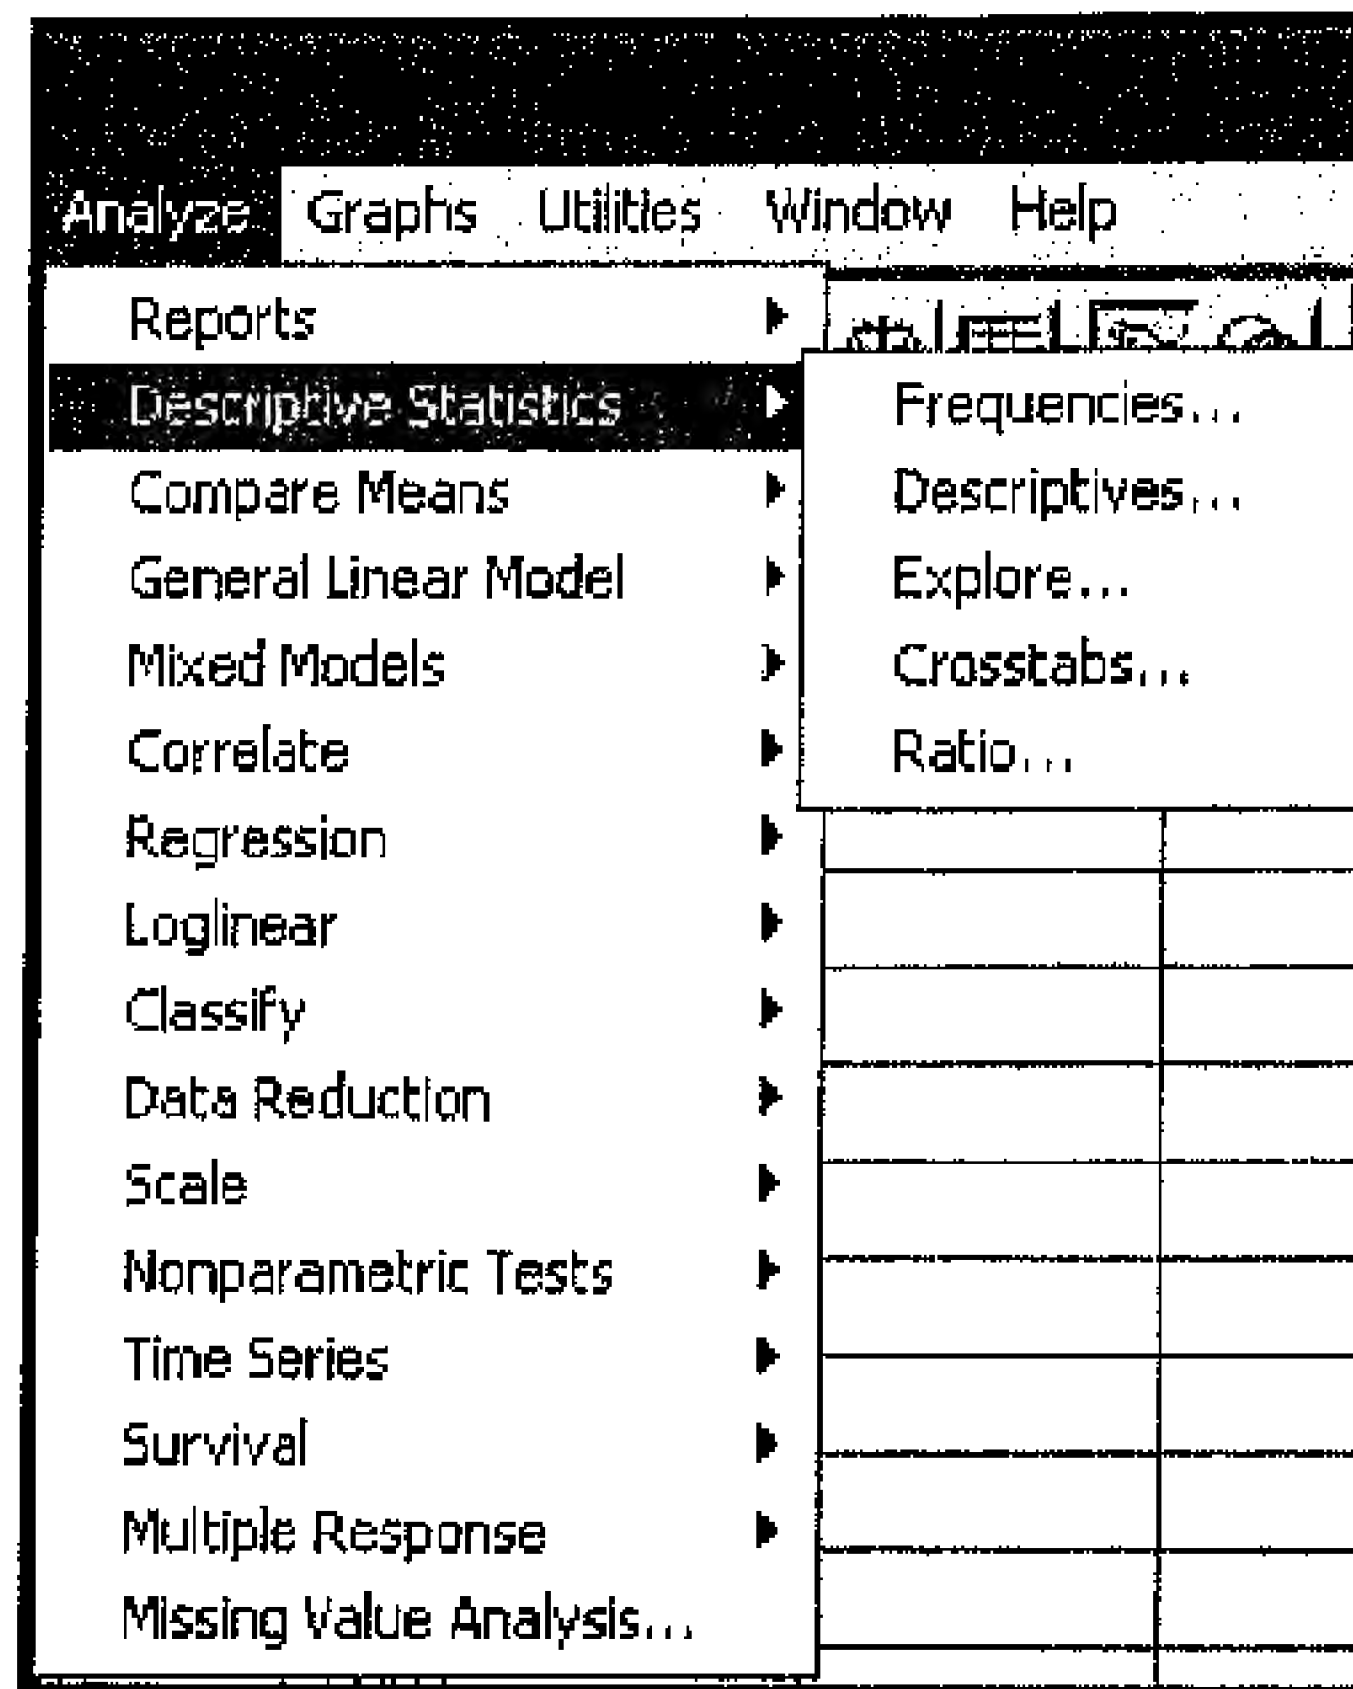 Analyze Graphs Utilities Window Help
Reports
Descriptive Statistics
Compare Means
General Linear Model
Mixed Models
Correlate
Regression
Loglinear
Classify
Data Reduction
Scale
Nonparametric Tests
Time Series
Survival
Multiple Response
Missing Value Analysis...
Frequencies...
Descriptives...
Explore...
Crosstabs...
Ratio...